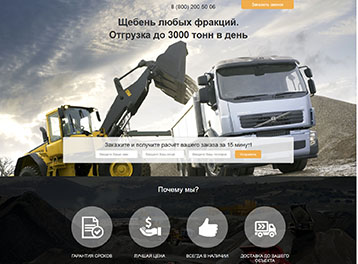 8 (800) 200 50 06
Заказать звонок
Щебень любых фракций.
Отгрузка до 3000 тонн в день
Закажите и получите расчёт вашего заказа за 15 минут!
Почему мы?
ГАРАНТИЯ СРОКОВ
ЛУЧШАЯ ЦЕНА
ВСЕГДА В НАЛИЧИИ
ДОСТАВКА ДО ВАШЕГО
ОБЪЕКТА